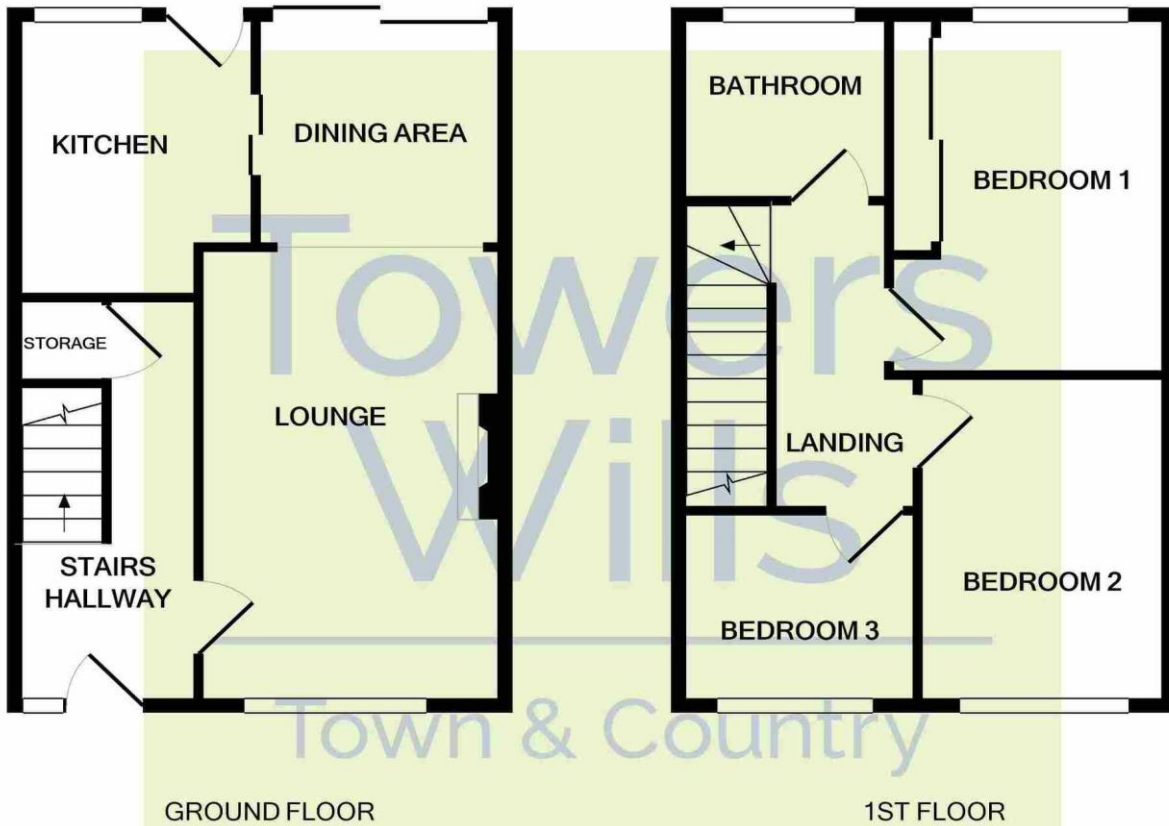 KITCHEN
DINING AREA
STORAGE
LOUNGE
STAIRS
HALLWAY
GROUND FLOOR
BATHROOM
BEDROOM 1
LANDING
BEDROOM 2
BEDROOM 3
1ST FLOOR
Towers
Wills
Town & Country